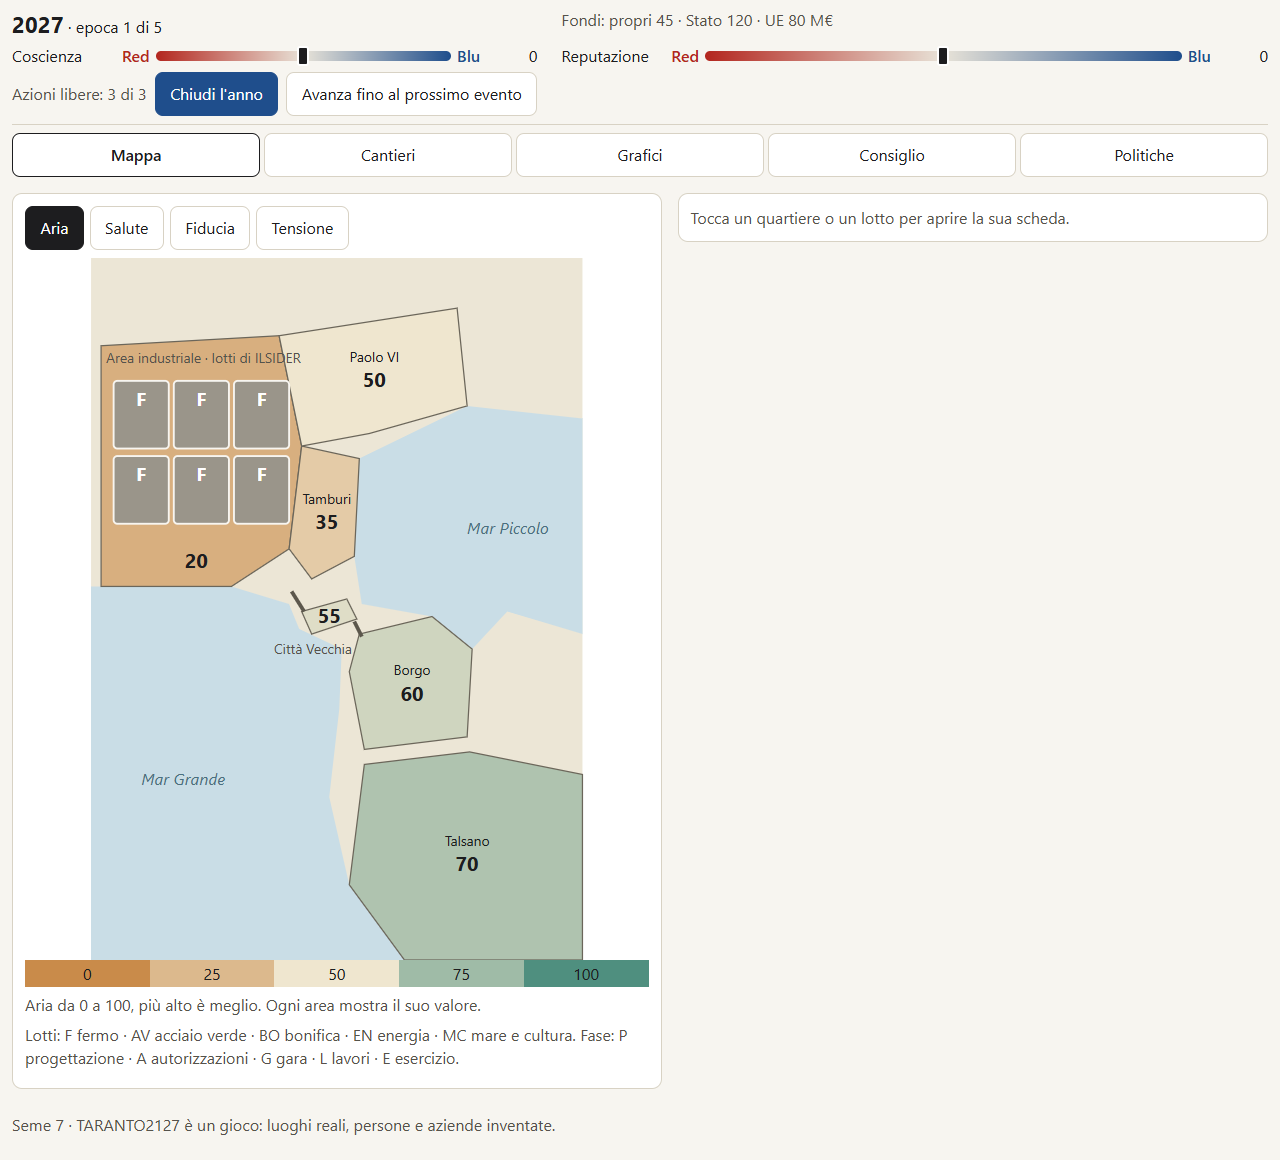 2027 · epoca 1 di 5
Fondi: propri 45 · Stato 120 · UE 80 M€
Coscienza Red Blu 0
Reputazione Red Blu 0
Azioni libere: 3 di 3 Chiudi l'anno Avanza fino al prossimo evento
Mappa Cantieri Grafici Consiglio Politiche
Aria Salute Fiducia Tensione
Tocca un quartiere o un lotto per aprire la sua scheda.
Area industriale · lotti di ILSIDER
Paolo VI
50
F F F
F F F
20
Tamburi
35
Mar Piccolo
55
Città Vecchia
Borgo
60
Mar Grande
Talsano
70
0 25 50 75 100
Aria da 0 a 100, più alto è meglio. Ogni area mostra il suo valore.
Lotti: F fermo · AV acciaio verde · BO bonifica · EN energia · MC mare e cultura. Fase: P
progettazione · A autorizzazioni · G gara · L lavori · E esercizio.
Seme 7 · TARANTO2127 è un gioco: luoghi reali, persone e aziende inventate.